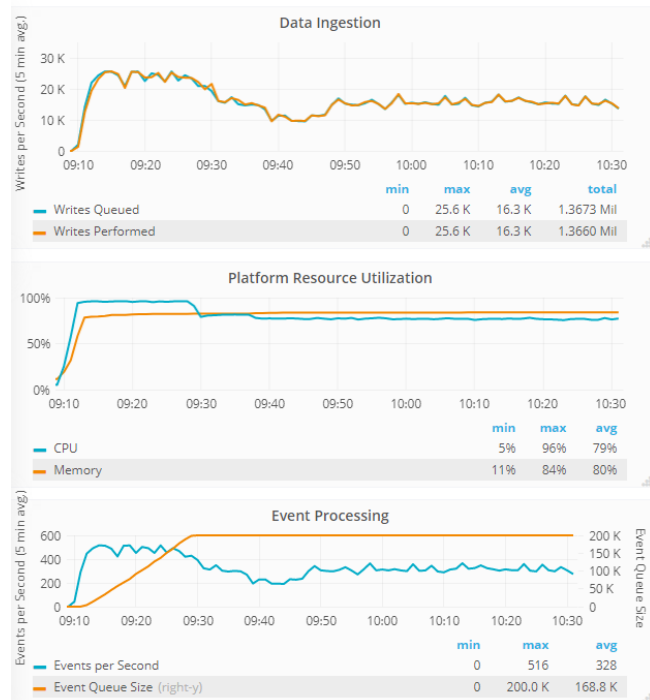 Data Ingestion
Writes per Second (5 min avg.)
30 K
20 K
10 K
0
09:10 09:20 09:30 09:40 09:50 10:00 10:10 10:20 10:30
min max avg total
Writes Queued 0 25.6 K 16.3 K 1.3673 Mil
Writes Performed 0 25.6 K 16.3 K 1.3660 Mil
Platform Resource Utilization
100%
50%
0%
09:10 09:20 09:30 09:40 09:50 10:00 10:10 10:20 10:30
min max avg
CPU 5% 96% 79%
Memory 11% 84% 80%
Event Processing
Events per Second (5 min avg.)
600 200 K
400 150 K
100 K
200 50 K
0 0
Event Queue Size
09:10 09:20 09:30 09:40 09:50 10:00 10:10 10:20 10:30
min max avg
Events per Second 0 516 328
Event Queue Size (right-y) 0 200.0 K 168.8 K